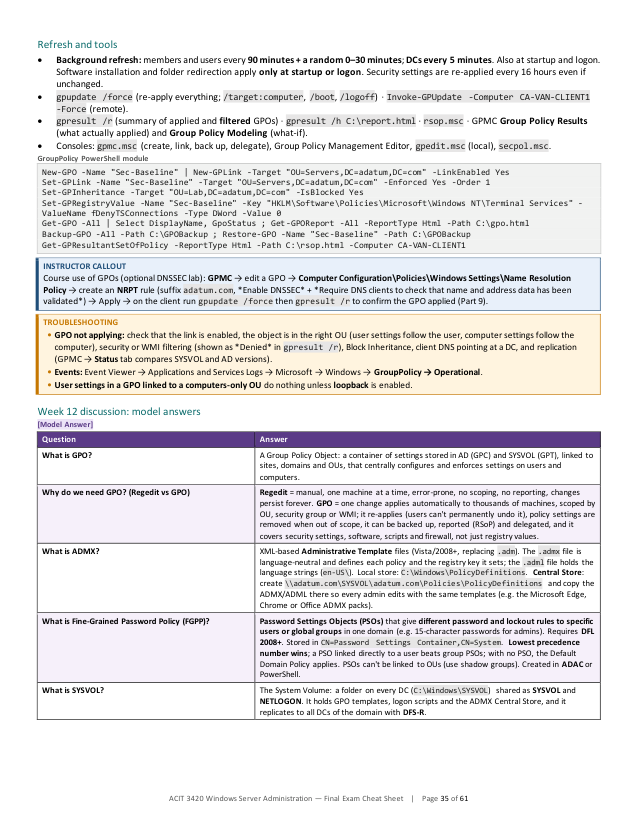 Refresh and tools
• Background refresh: members and users every 90 minutes + a random 0–30 minutes; DCs every 5 minutes. Also at startup and logon.
Software installation and folder redirection apply only at startup or logon. Security settings are re-applied every 16 hours even if
unchanged.
• gpupdate /force (re-apply everything; /target:computer, /boot, /logoff) · Invoke-GPUpdate -Computer CA-VAN-CLIENT1
-Force (remote).
• gpresult /r (summary of applied and filtered GPOs) · gpresult /h C:\report.html · rsop.msc · GPMC Group Policy Results
(what actually applied) and Group Policy Modeling (what-if).
• Consoles: gpmc.msc (create, link, back up, delegate), Group Policy Management Editor, gpedit.msc (local), secpol.msc.
GroupPolicy PowerShell module
New-GPO -Name "Sec-Baseline" | New-GPLink -Target "OU=Servers,DC=adatum,DC=com" -LinkEnabled Yes
Set-GPLink -Name "Sec-Baseline" -Target "OU=Servers,DC=adatum,DC=com" -Enforced Yes -Order 1
Set-GPInheritance -Target "OU=Lab,DC=adatum,DC=com" -IsBlocked Yes
Set-GPRegistryValue -Name "Sec-Baseline" -Key "HKLM\Software\Policies\Microsoft\Windows NT\Terminal Services" -
ValueName fDenyTSConnections -Type DWord -Value 0
Get-GPO -All | Select DisplayName, GpoStatus ; Get-GPOReport -All -ReportType Html -Path C:\gpo.html
Backup-GPO -All -Path C:\GPOBackup ; Restore-GPO -Name "Sec-Baseline" -Path C:\GPOBackup
Get-GPResultantSetOfPolicy -ReportType Html -Path C:\rsop.html -Computer CA-VAN-CLIENT1
INSTRUCTOR CALLOUT
Course use of GPOs (optional DNSSEC lab): GPMC → edit a GPO → Computer Configuration\Policies\Windows Settings\Name Resolution
Policy → create an NRPT rule (suffix adatum.com, *Enable DNSSEC* + *Require DNS clients to check that name and address data has been
validated*) → Apply → on the client run gpupdate /force then gpresult /r to confirm the GPO applied (Part 9).
TROUBLESHOOTING
• GPO not applying: check that the link is enabled, the object is in the right OU (user settings follow the user, computer settings follow the
computer), security or WMI filtering (shown as *Denied* in gpresult /r), Block Inheritance, client DNS pointing at a DC, and replication
(GPMC → Status tab compares SYSVOL and AD versions).
• Events: Event Viewer → Applications and Services Logs → Microsoft → Windows → GroupPolicy → Operational.
• User settings in a GPO linked to a computers-only OU do nothing unless loopback is enabled.
Week 12 discussion: model answers
[Model Answer]
Question Answer
What is GPO? A Group Policy Object: a container of settings stored in AD (GPC) and SYSVOL (GPT), linked to
sites, domains and OUs, that centrally configures and enforces settings on users and
computers.
Why do we need GPO? (Regedit vs GPO) Regedit = manual, one machine at a time, error-prone, no scoping, no reporting, changes
persist forever. GPO = one change applies automatically to thousands of machines, scoped by
OU, security group or WMI; it re-applies (users can't permanently undo it), policy settings are
removed when out of scope, it can be backed up, reported (RSoP) and delegated, and it
covers security settings, software, scripts and firewall, not just registry values.
What is ADMX? XML-based Administrative Template files (Vista/2008+, replacing .adm). The .admx file is
language-neutral and defines each policy and the registry key it sets; the .adml file holds the
language strings (en-US\). Local store: C:\Windows\PolicyDefinitions. Central Store:
create \\adatum.com\SYSVOL\adatum.com\Policies\PolicyDefinitions and copy the
ADMX/ADML there so every admin edits with the same templates (e.g. the Microsoft Edge,
Chrome or Office ADMX packs).
What is Fine-Grained Password Policy (FGPP)? Password Settings Objects (PSOs) that give different password and lockout rules to specific
users or global groups in one domain (e.g. 15-character passwords for admins). Requires DFL
2008+. Stored in CN=Password Settings Container,CN=System. Lowest precedence
number wins; a PSO linked directly to a user beats group PSOs; with no PSO, the Default
Domain Policy applies. PSOs can't be linked to OUs (use shadow groups). Created in ADAC or
PowerShell.
What is SYSVOL? The System Volume: a folder on every DC (C:\Windows\SYSVOL) shared as SYSVOL and
NETLOGON. It holds GPO templates, logon scripts and the ADMX Central Store, and it
replicates to all DCs of the domain with DFS-R.
ACIT 3420 Windows Server Administration — Final Exam Cheat Sheet | Page 35 of 61